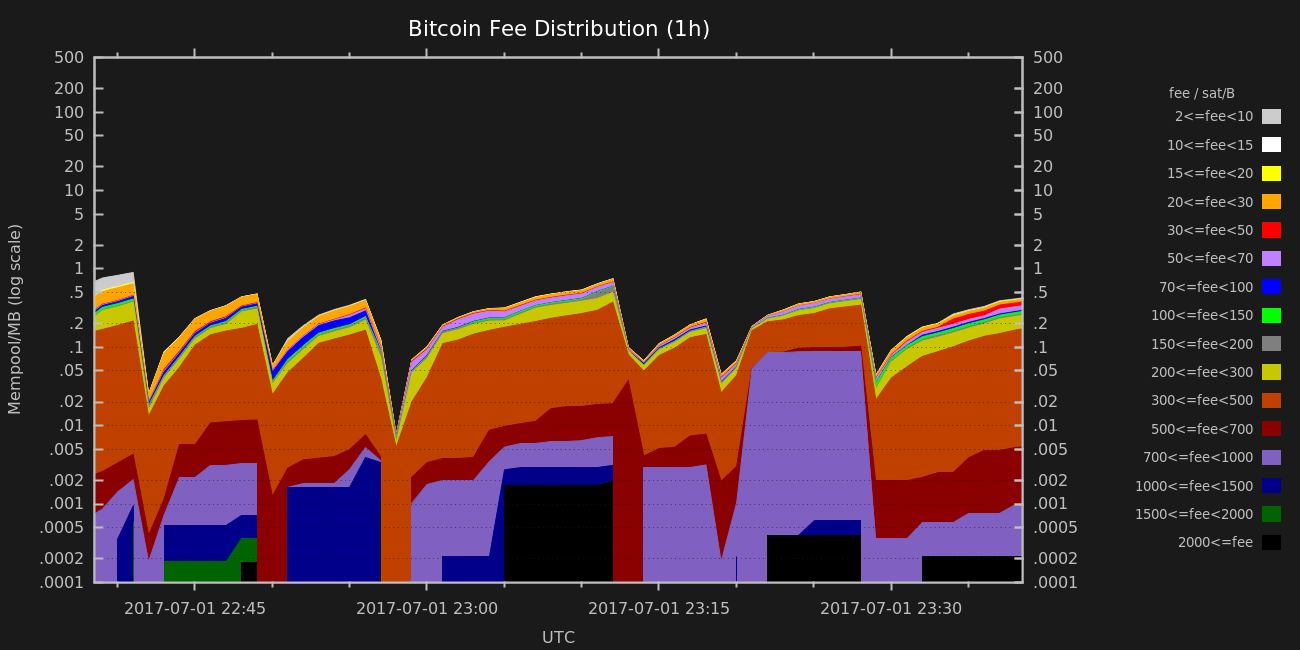 Bitcoin Fee Distribution (1h)
Mempool/MB (log scale)
500
200
100
50
20
10
5
2
1
.5
.2
.1
.05
.02
.01
.005
.002
.001
.0005
.0002
.0001
500
200
100
50
20
10
5
2
1
.5
.2
.1
.05
.02
.01
.005
.002
.001
.0005
.0002
.0001
2017-07-01 22:45
2017-07-01 23:00
2017-07-01 23:15
2017-07-01 23:30
UTC
fee / sat/B
2<=fee<10
10<=fee<15
15<=fee<20
20<=fee<30
30<=fee<50
50<=fee<70
70<=fee<100
100<=fee<150
150<=fee<200
200<=fee<300
300<=fee<500
500<=fee<700
700<=fee<1000
1000<=fee<1500
1500<=fee<2000
2000<=fee